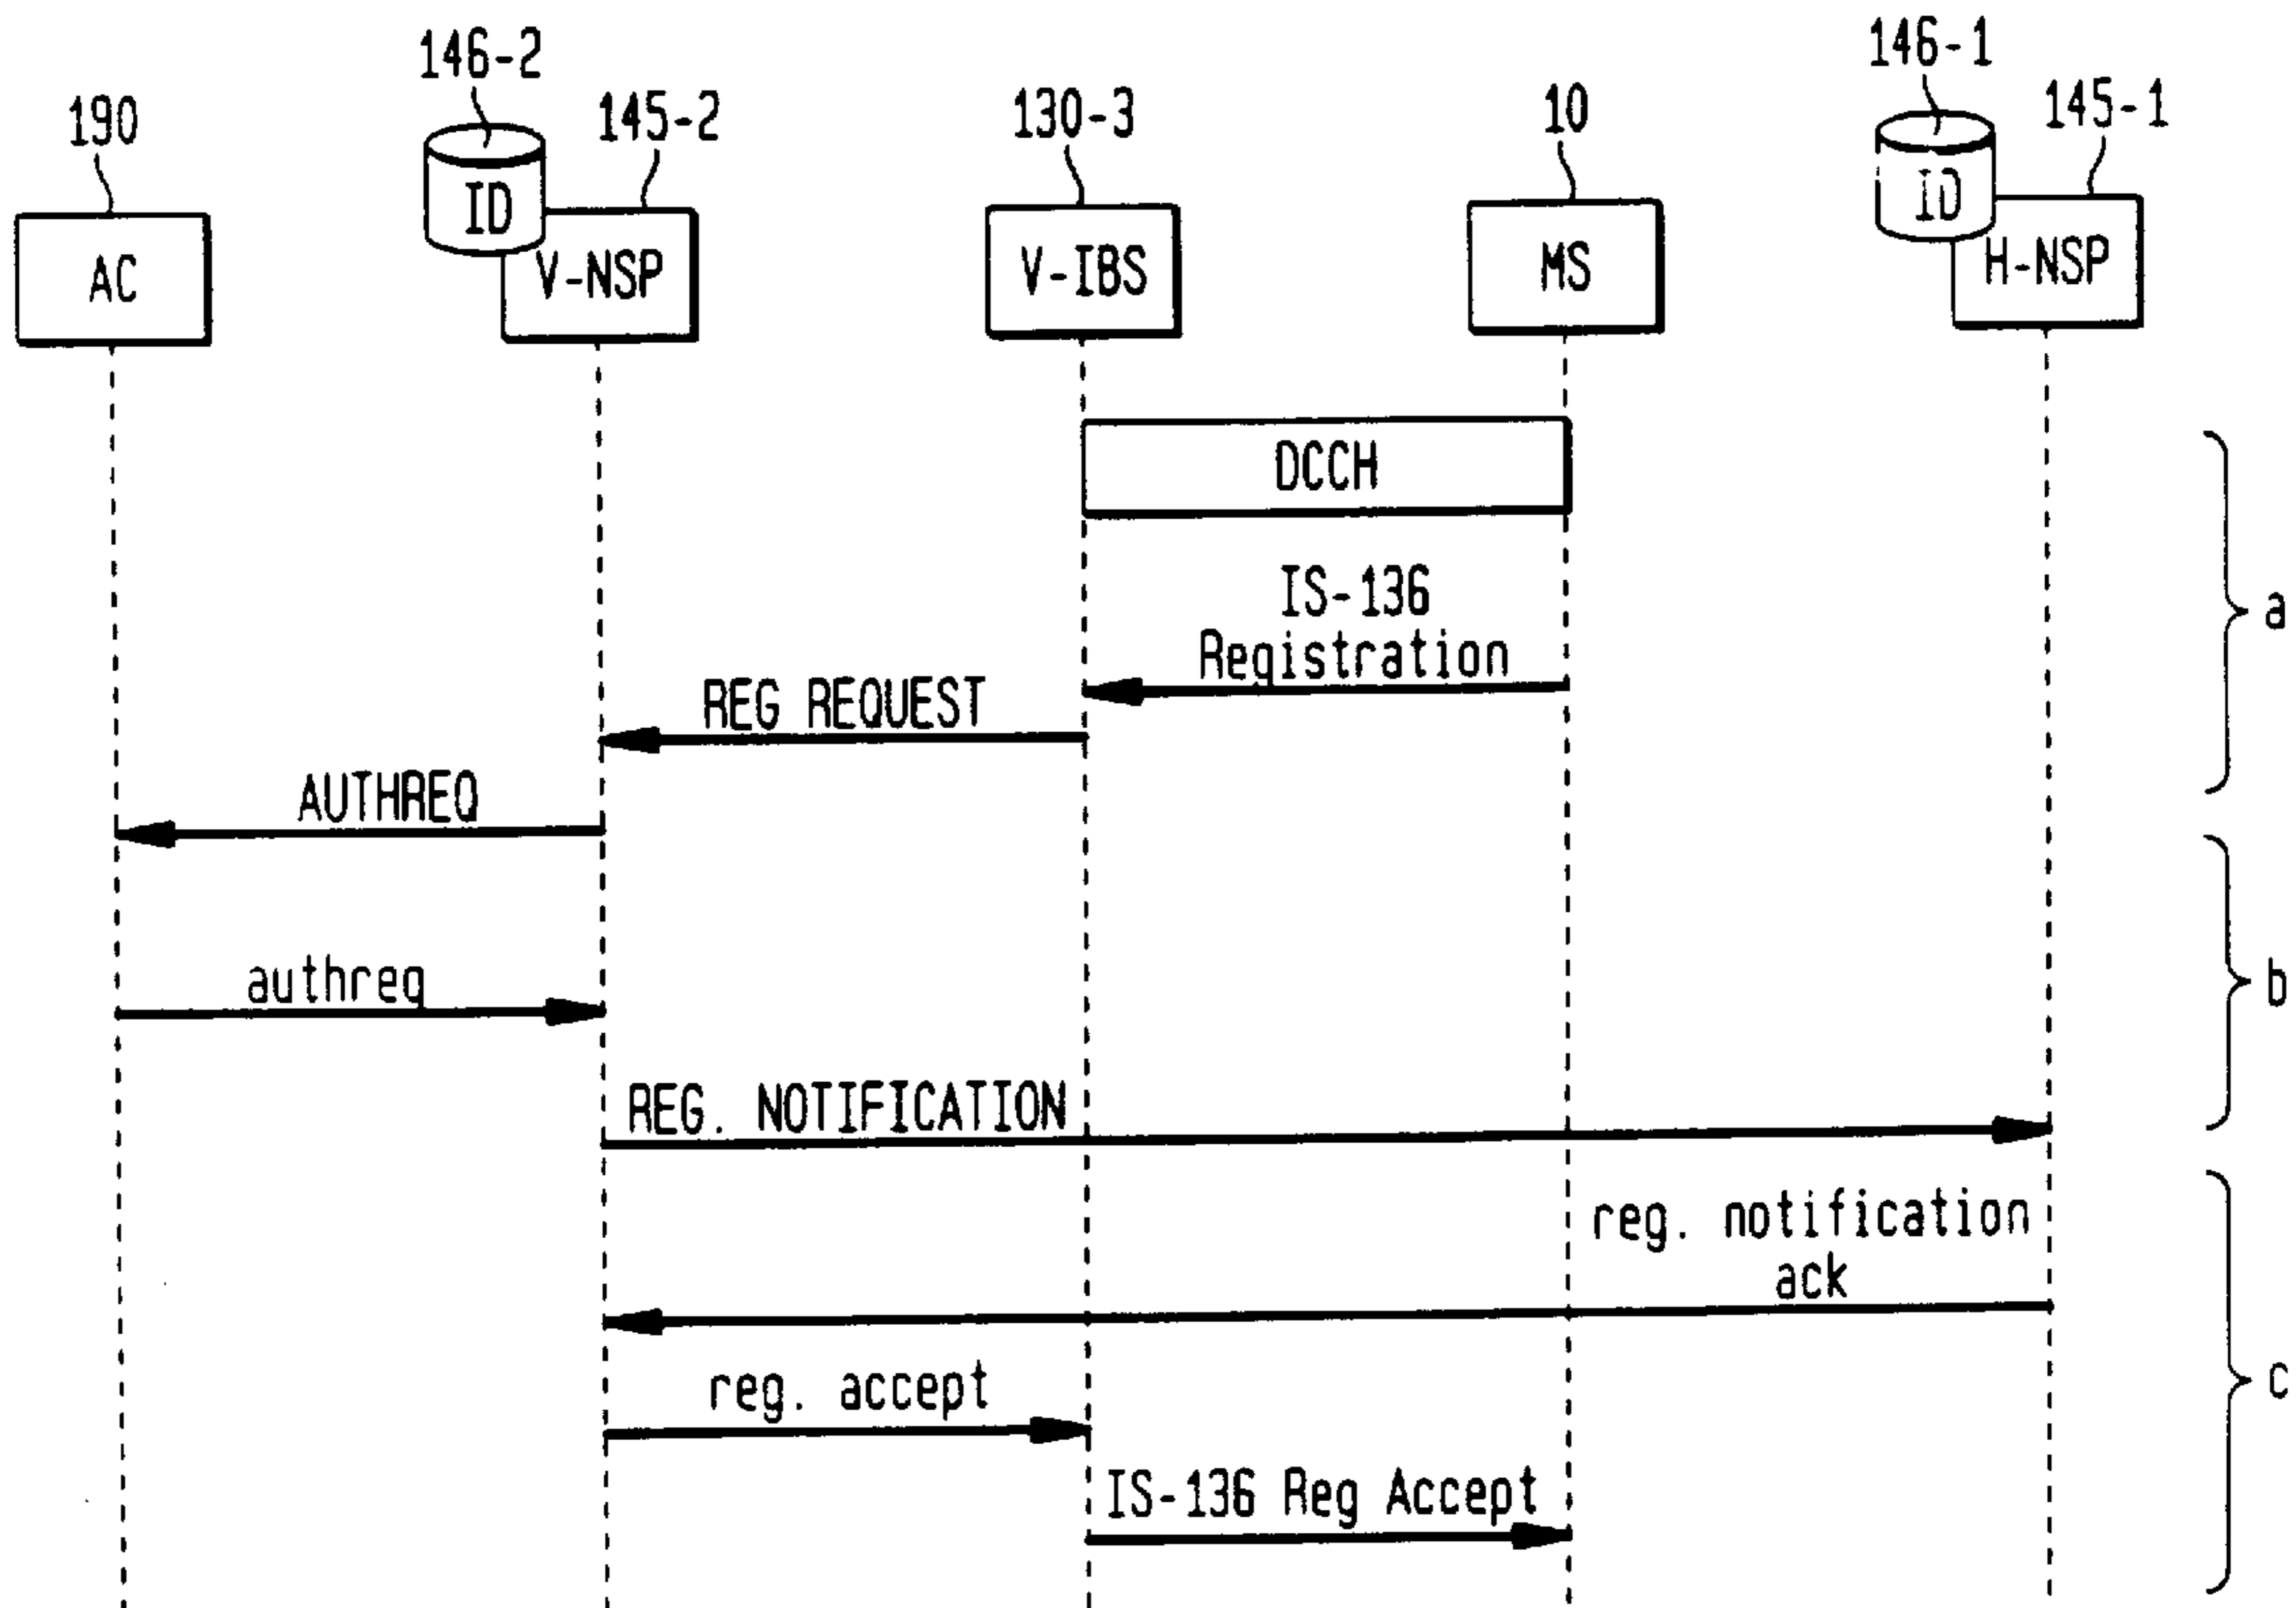 190
146-2
145-2
130-3
10
146-1
145-1
AC
ID
V-NSP
V-IBS
MS
ID
H-NSP
DCCH
IS-136
Registration
a
REG REQUEST
AUTHREQ
authreq
b
REG. NOTIFICATION
reg. notification
ack
reg. accept
c
IS-136 Reg Accept